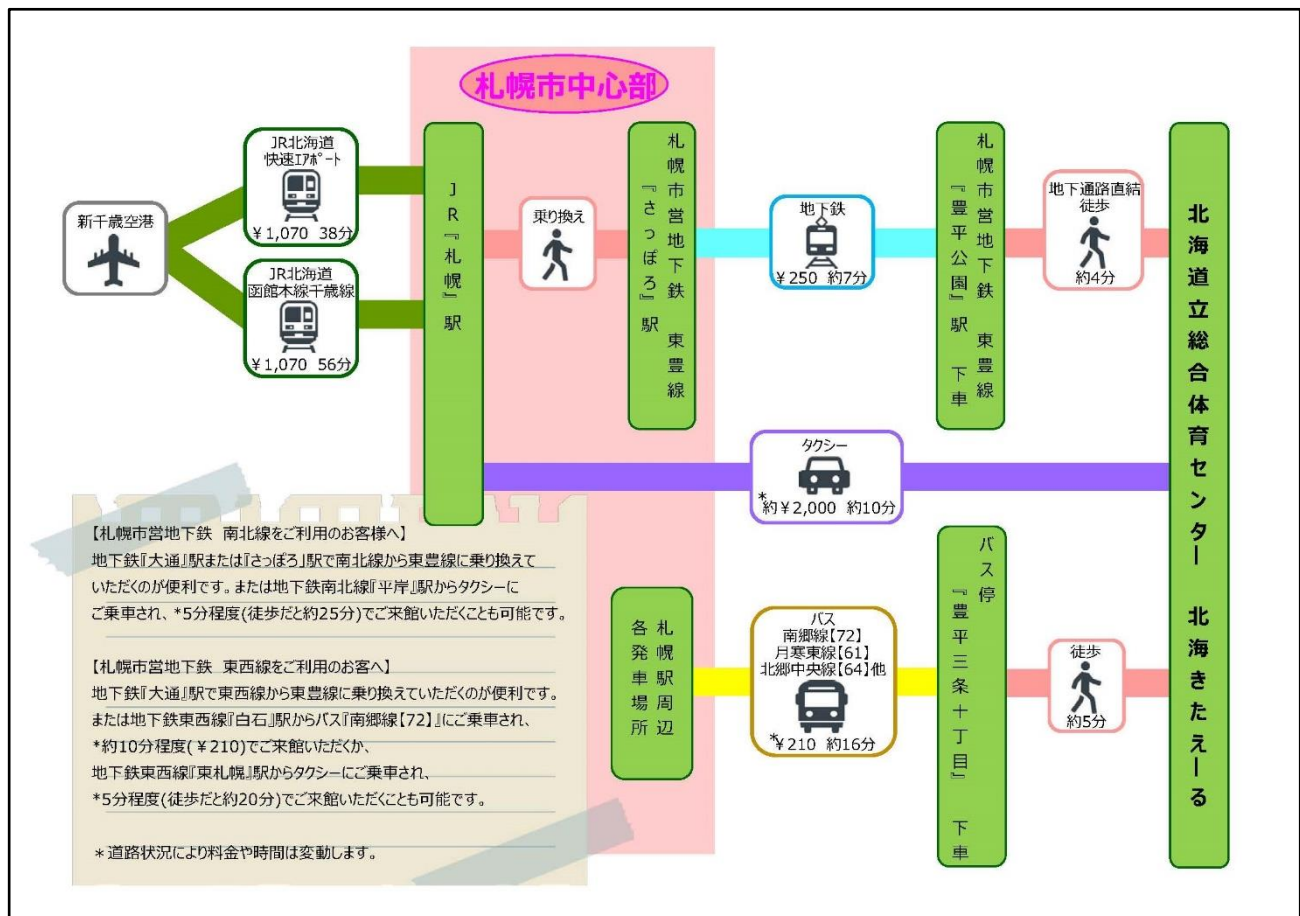 札幌市中心部
新千歳空港
JR北海道
快速エアポート
￥1,070 38分
JR北海道
函館本線千歳線
￥1,070 56分
JR『札幌』駅
乗り換え
札幌市営地下鉄 東豊線
『さっぽろ』駅
地下鉄
￥250 約7分
札幌市営地下鉄 東豊線
『豊平公園』駅 下車
地下通路直結
徒歩
約4分
北海道立総合体育センター 北海きたえーる
タクシー
*約￥2,000 約10分
札幌駅周辺
各発車場所
バス
南郷線【72】
月寒東線【61】
北郷中央線【64】他
*￥210 約16分
バス停
『豊平三条十丁目』 下車
徒歩
約5分
【札幌市営地下鉄 南北線をご利用のお客様へ】
地下鉄『大通』駅または『さっぽろ』駅で南北線から東豊線に乗り換えて
いただくのが便利です。または地下鉄南北線『平岸』駅からタクシーに
ご乗車され、*5分程度(徒歩だと約25分)でご来館いただくことも可能です。
【札幌市営地下鉄 東西線をご利用のお客へ】
地下鉄『大通』駅で東西線から東豊線に乗り換えていただくのが便利です。
または地下鉄東西線『白石』駅からバス『南郷線【72】』にご乗車され、
*約10分程度(￥210)でご来館いただくか、
地下鉄東西線『東札幌』駅からタクシーにご乗車され、
*5分程度(徒歩だと約20分)でご来館いただくことも可能です。
*道路状況により料金や時間は変動します。